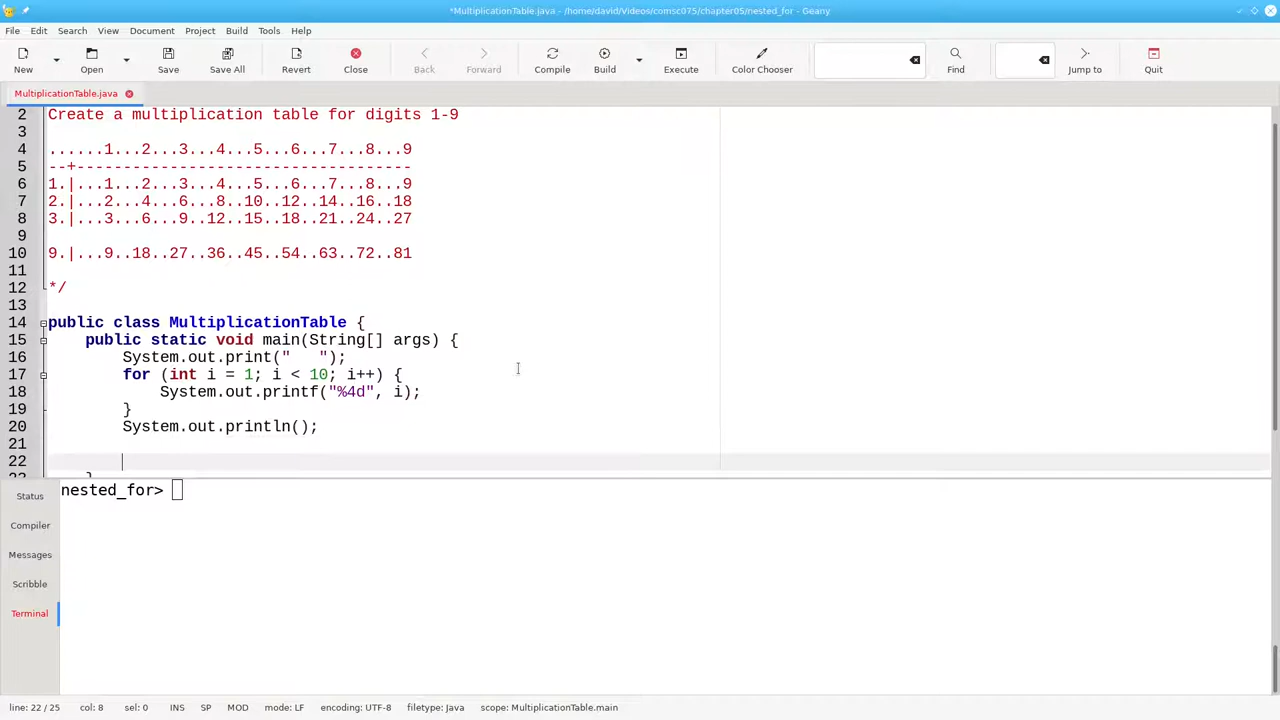 *MultiplicationTable.java - /home/david/Videos/comsc075/chapter05/nested_for - Geany
File Edit Search View Document Project Build Tools Help
New Open Save Save All Revert Close Back Forward Compile Build Execute Color Chooser Find Jump to Quit
MultiplicationTable.java
2 Create a multiplication table for digits 1-9
3
4 ......1...2...3...4...5...6...7...8...9
5 --+------------------------------------
6 1.|...1...2...3...4...5...6...7...8...9
7 2.|...2...4...6...8..10..12..14..16..18
8 3.|...3...6...9..12..15..18..21..24..27
9
10 9.|...9..18..27..36..45..54..63..72..81
11
12 */
13
14 public class MultiplicationTable {
15     public static void main(String[] args) {
16         System.out.print("   ");
17         for (int i = 1; i < 10; i++) {
18             System.out.printf("%4d", i);
19         }
20         System.out.println();
21
22
Status
Compiler
Messages
Scribble
Terminal
nested_for>
line: 22 / 25 col: 8 sel: 0 INS SP MOD mode: LF encoding: UTF-8 filetype: Java scope: MultiplicationTable.main